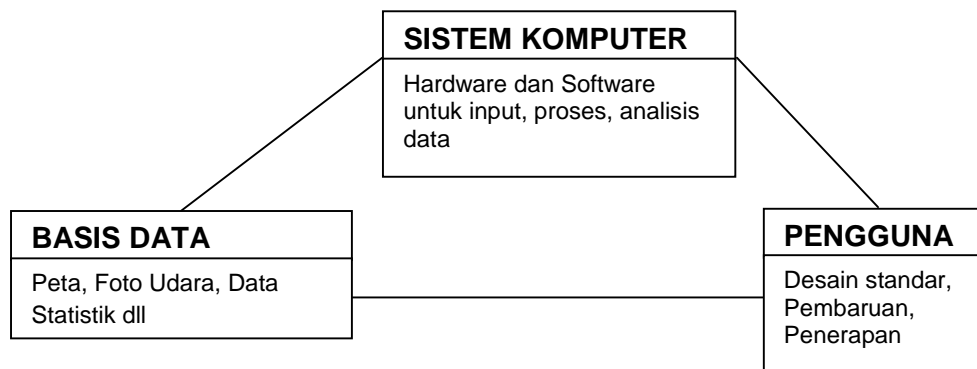 SISTEM KOMPUTER
Hardware dan Software
untuk input, proses, analisis
data
BASIS DATA
Peta, Foto Udara, Data
Statistik dll
PENGGUNA
Desain standar,
Pembaruan,
Penerapan